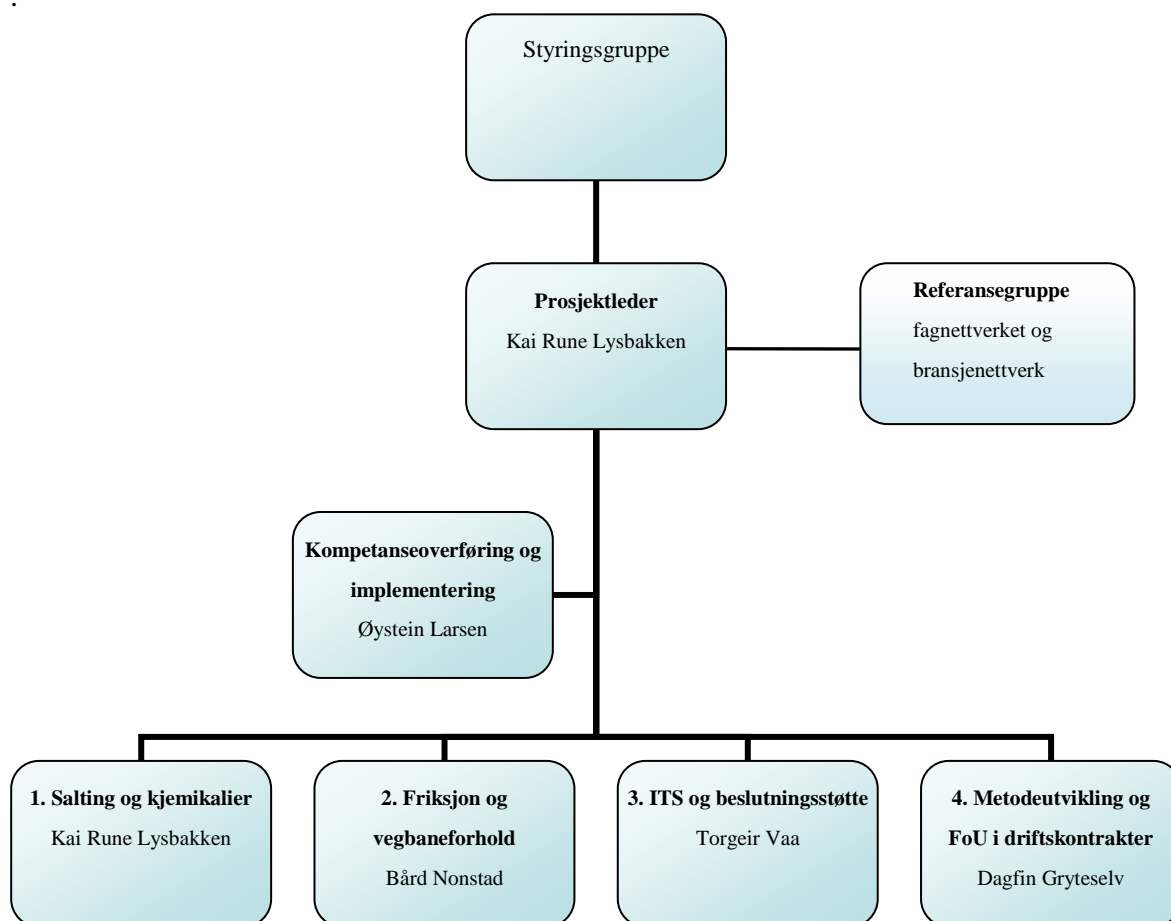 .
Styringsgruppe
Prosjektleder
Kai Rune Lysbakken
Referansegruppe
fagnettverket og
bransjenettverk
Kompetanseoverføring og
implementering
Øystein Larsen
1. Salting og kjemikalier
Kai Rune Lysbakken
2. Friksjon og
vegbaneforhold
Bård Nonstad
3. ITS og beslutningsstøtte
Torgeir Vaa
4. Metodeutvikling og
FoU i driftskontrakter
Dagfin Gryteselv